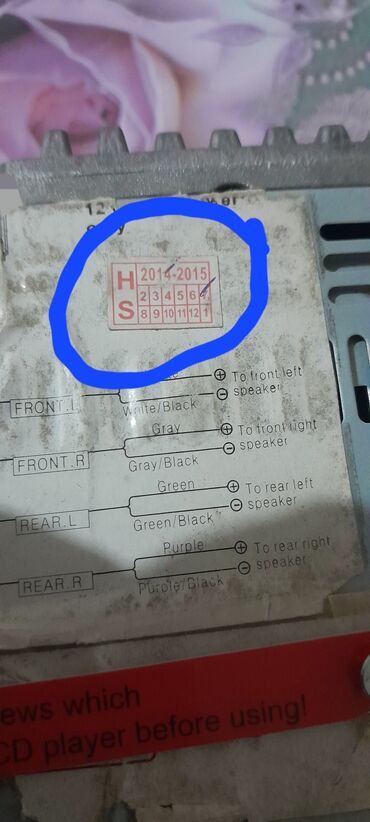 12
H 2014-2015
2 3 4 5 6
S 8 9 10 11 12 1
FRONT.L
White/Black
To front left
speaker
FRONT.R
Gray
Gray/Black
To front right
speaker
REAR.L
Green
Green/Black
To rear left
speaker
REAR.R
Purple
Purple/Black
To rear right
speaker
which
CD player before using!